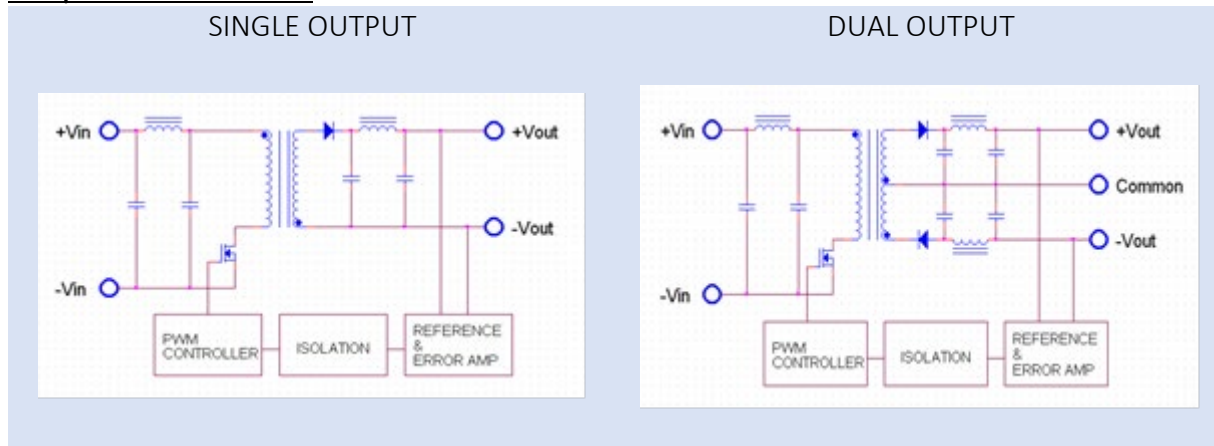 SINGLE OUTPUT
+Vin
+Vout
-Vout
-Vin
PWM
CONTROLLER
ISOLATION
REFERENCE
&
ERROR AMP
DUAL OUTPUT
+Vin
+Vout
Common
-Vout
-Vin
PWM
CONTROLLER
ISOLATION
REFERENCE
&
ERROR AMP